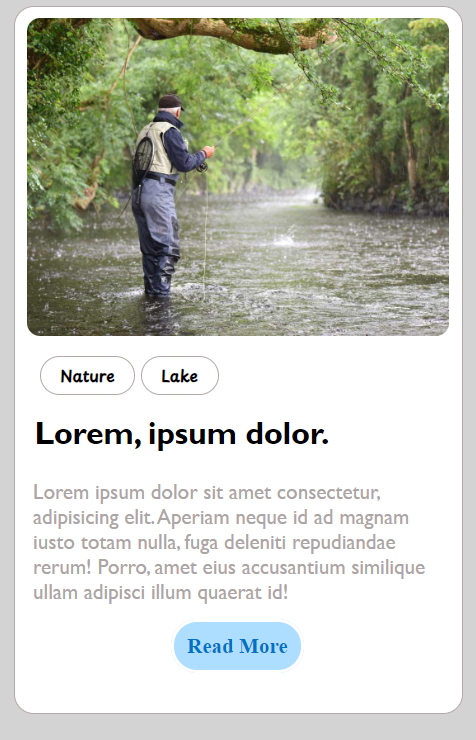 Nature Lake
Lorem, ipsum dolor.
Lorem ipsum dolor sit amet consectetur,
adipisicing elit. Aperiam neque id ad magnam
iusto totam nulla, fuga deleniti repudiandae
rerum! Porro, amet eius accusantium similique
ullam adipisci illum quaerat id!
Read More